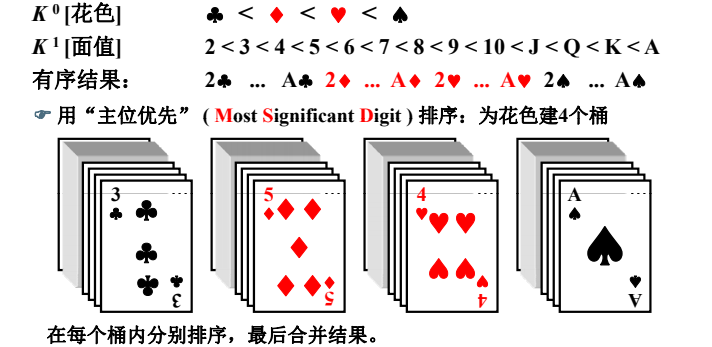 K⁰ [花色] ♣ < ♦ < ♥ < ♠
K¹ [面值] 2 < 3 < 4 < 5 < 6 < 7 < 8 < 9 < 10 < J < Q < K < A
有序结果： 2♣ ... A♣ 2♦ ... A♦ 2♥ ... A♥ 2♠ ... A♠
☞ 用“主位优先” ( Most Significant Digit ) 排序：为花色建4个桶
3 5 4 A
3 5 4 A
在每个桶内分别排序，最后合并结果。